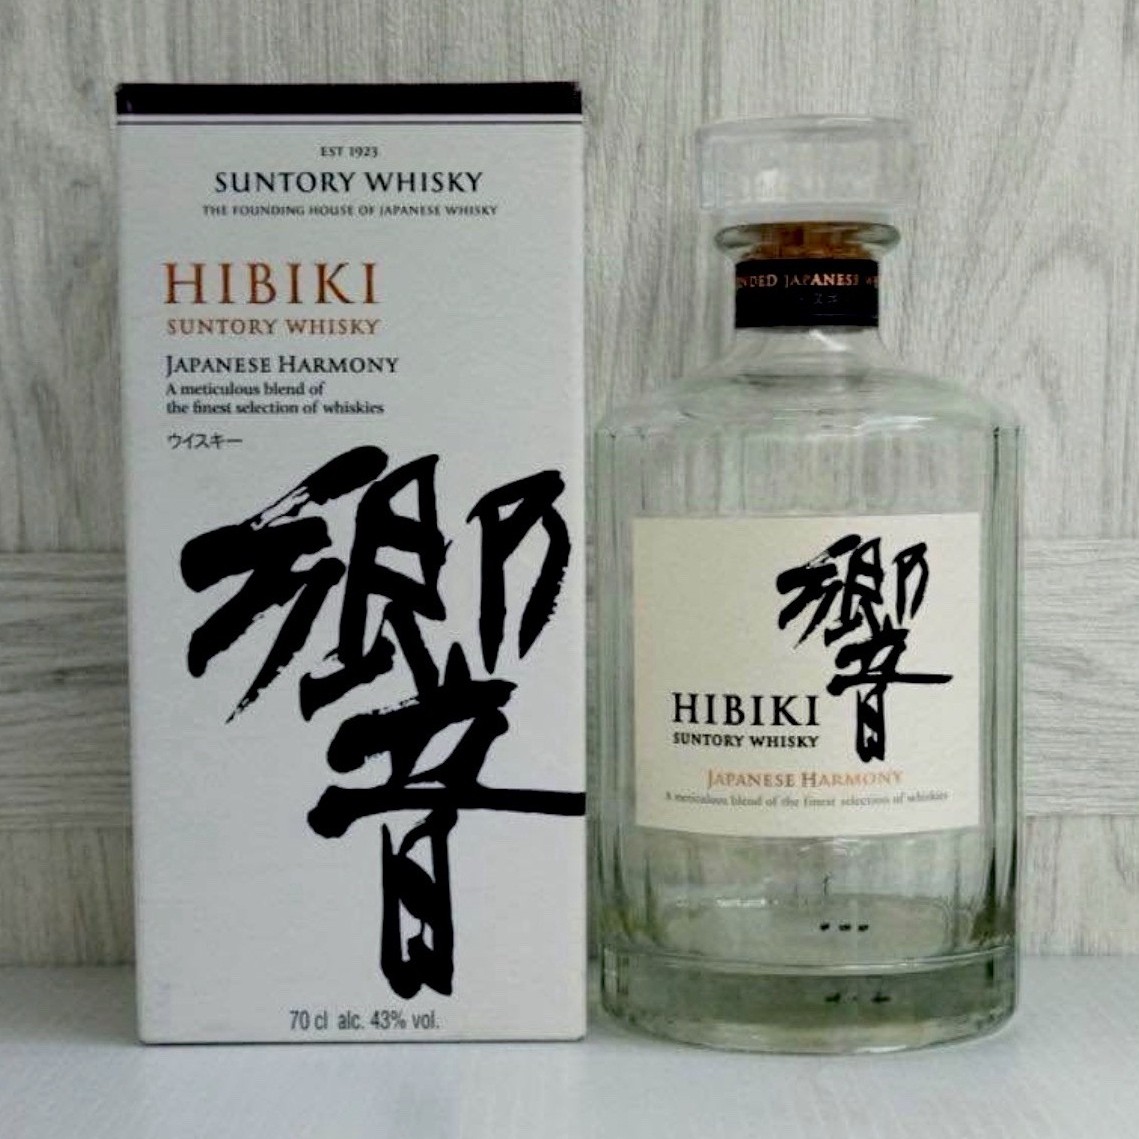 EST 1923
SUNTORY WHISKY
THE FOUNDING HOUSE OF JAPANESE WHISKY
HIBIKI
SUNTORY WHISKY
JAPANESE HARMONY
A meticulous blend of
the finest selection of whiskies
ウイスキー
響
70 cl alc. 43% vol.
NDED JAPANESE W
響
HIBIKI
SUNTORY WHISKY
JAPANESE HARMONY
A meticulous blend of the finest selection of whiskies